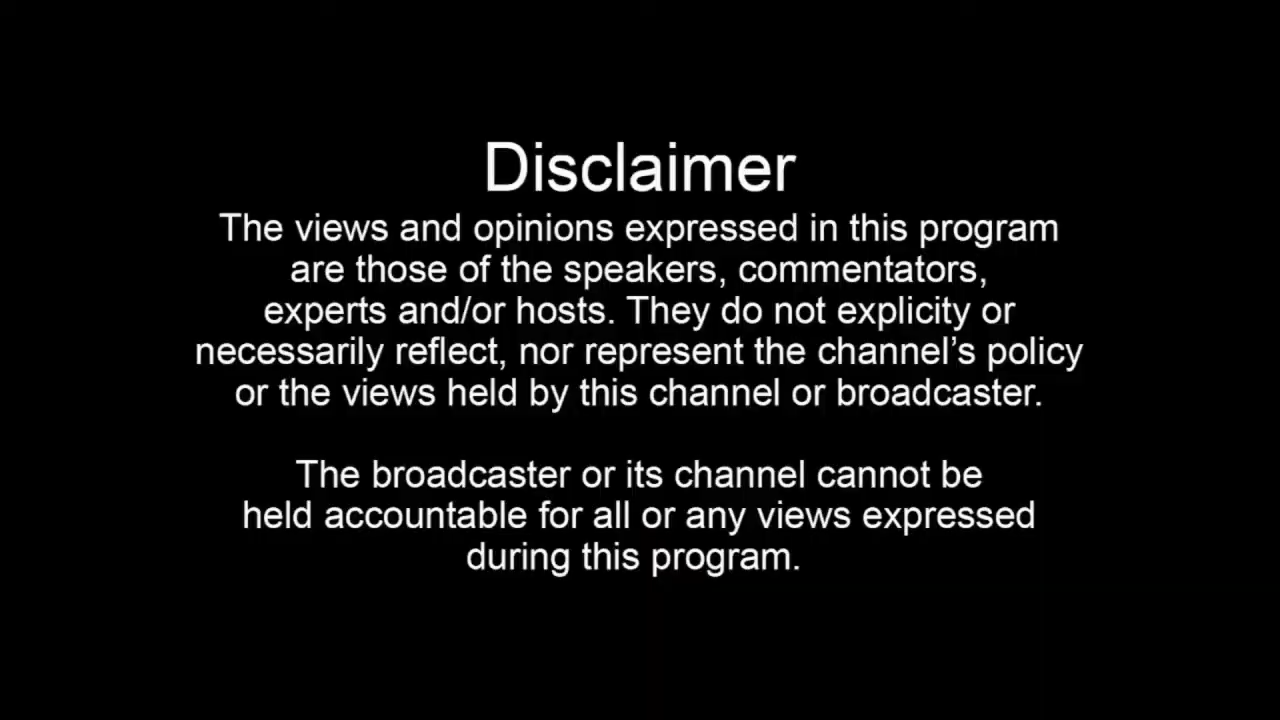 Disclaimer
The views and opinions expressed in this program
are those of the speakers, commentators,
experts and/or hosts. They do not explicity or
necessarily reflect, nor represent the channel’s policy
or the views held by this channel or broadcaster.
The broadcaster or its channel cannot be
held accountable for all or any views expressed
during this program.